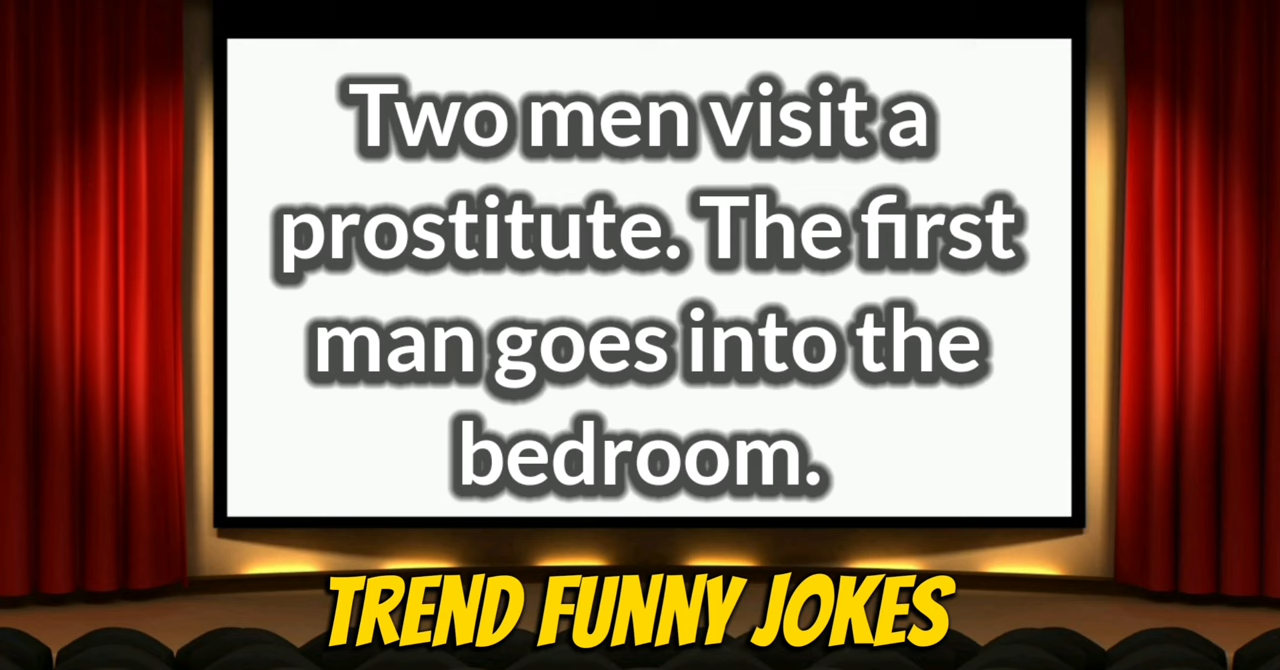 Two men visit a
prostitute. The first
man goes into the
bedroom.
TREND FUNNY JOKES